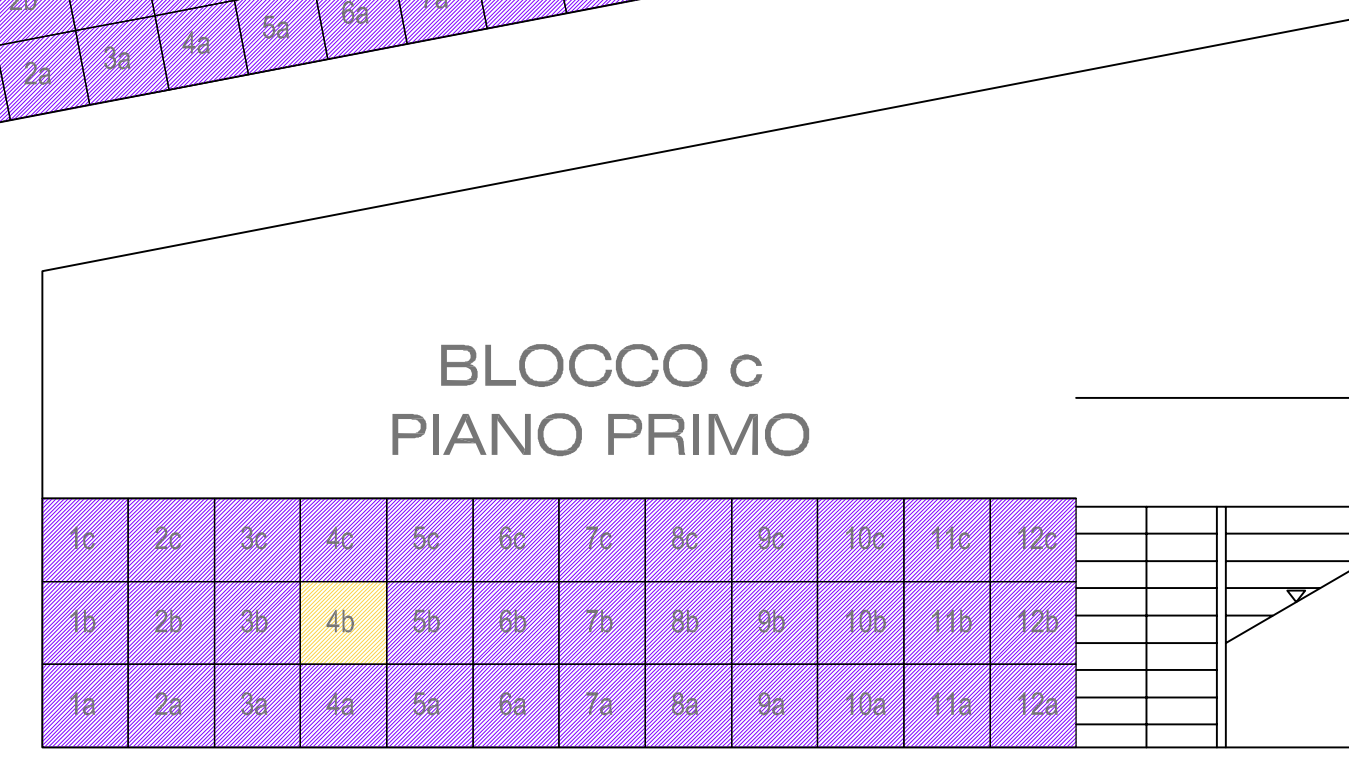 2b 6a 7a
2a 3a 4a 5a
BLOCCO c
PIANO PRIMO
1c 2c 3c 4c 5c 6c 7c 8c 9c 10c 11c 12c
1b 2b 3b 4b 5b 6b 7b 8b 9b 10b 11b 12b
1a 2a 3a 4a 5a 6a 7a 8a 9a 10a 11a 12a